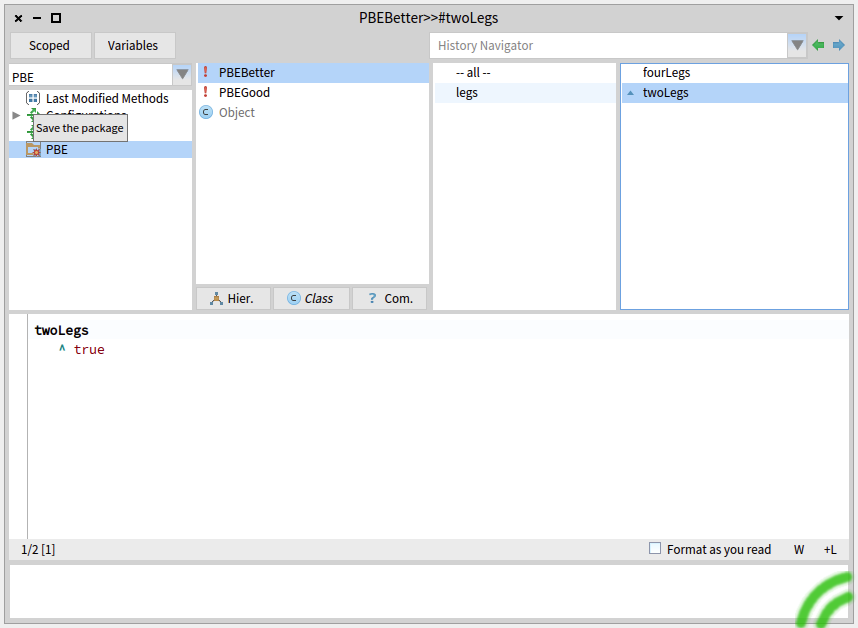 PBEBetter>>#twoLegs
Scoped
Variables
History Navigator
PBE
Last Modified Methods
Save the package
PBE
PBEBetter
PBEGood
Object
Hier.
Class
? Com.
-- all --
legs
fourLegs
twoLegs
twoLegs
^ true
1/2 [1]
Format as you read
W
+L